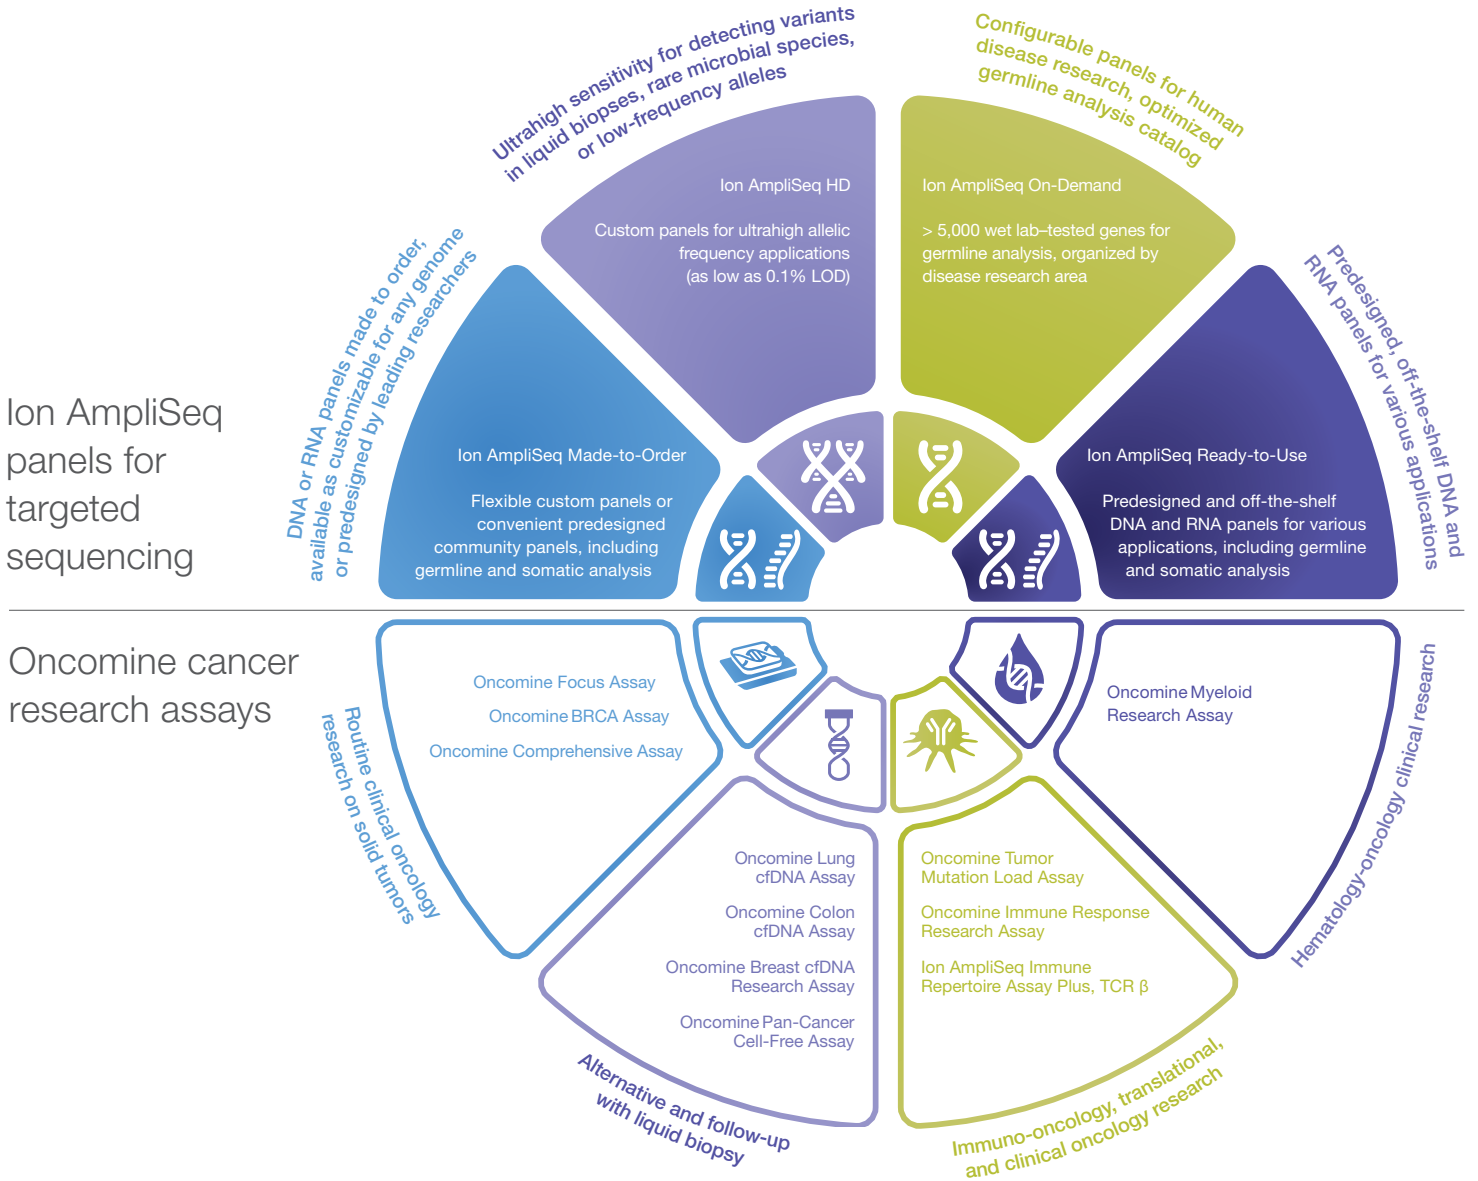 Ultrahigh sensitivity for detecting variants
in liquid biopses, rare microbial species,
or low-frequency alleles
Configurable panels for human
disease research, optimized
germline analysis catalog
Ion AmpliSeq HD
Custom panels for ultrahigh allelic
frequency applications
(as low as 0.1% LOD)
Ion AmpliSeq On-Demand
> 5,000 wet lab–tested genes for
germline analysis, organized by
disease research area
DNA or RNA panels made to order,
available as customizable for any genome
or predesigned by leading researchers
Predesigned, off-the-shelf DNA and
RNA panels for various applications
Ion AmpliSeq
panels for
targeted
sequencing
Ion AmpliSeq Made-to-Order
Flexible custom panels or
convenient predesigned
community panels, including
germline and somatic analysis
Ion AmpliSeq Ready-to-Use
Predesigned and off-the-shelf
DNA and RNA panels for various
applications, including germline
and somatic analysis
Oncomine cancer
research assays
Oncomine Focus Assay
Oncomine BRCA Assay
Oncomine Comprehensive Assay
Routine clinical oncology
research on solid tumors
Oncomine Myeloid
Research Assay
Hematology-oncology clinical research
Oncomine Lung
cfDNA Assay
Oncomine Colon
cfDNA Assay
Oncomine Breast cfDNA
Research Assay
Oncomine Pan-Cancer
Cell-Free Assay
Oncomine Tumor
Mutation Load Assay
Oncomine Immune Response
Research Assay
Ion AmpliSeq Immune
Repertoire Assay Plus, TCR β
Alternative and follow-up
with liquid biopsy
Immuno-oncology, translational,
and clinical oncology research